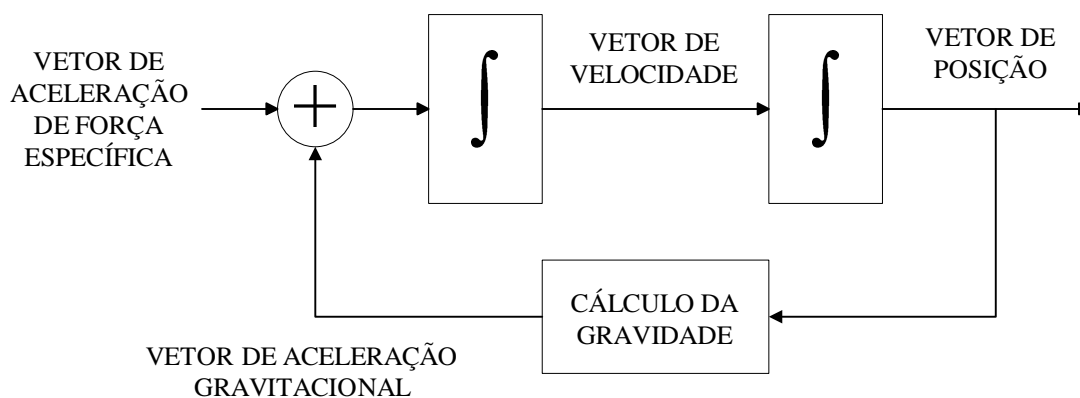 VETOR DE
ACELERAÇÃO
DE FORÇA
ESPECÍFICA
+
∫
VETOR DE
VELOCIDADE
∫
VETOR DE
POSIÇÃO
CÁLCULO DA
GRAVIDADE
VETOR DE ACELERAÇÃO
GRAVITACIONAL